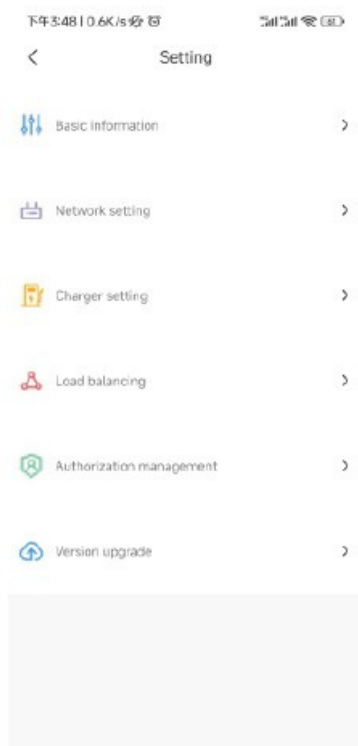 下午3:48 | 0.6K/s
Setting
Basic information
Network setting
Charger setting
Load balancing
Authorization management
Version upgrade